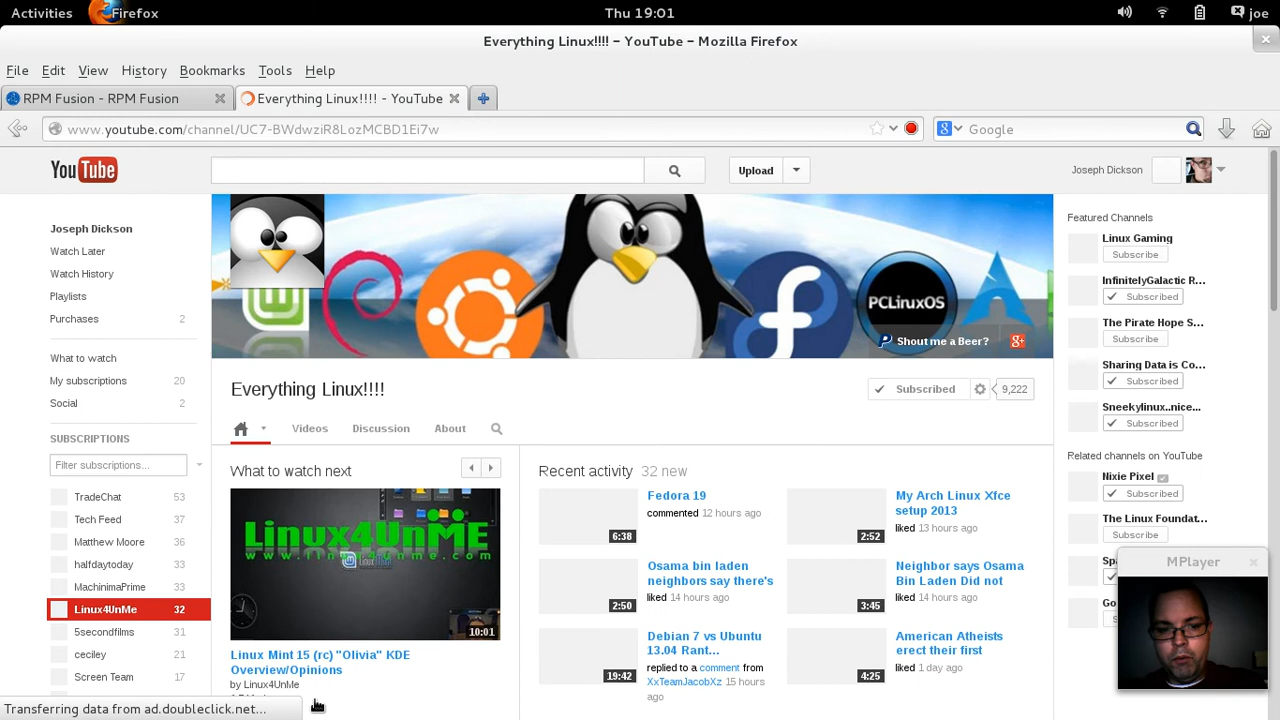 Activities Firefox Thu 19:01 joe
Everything Linux!!!! – YouTube – Mozilla Firefox
File Edit View History Bookmarks Tools Help
RPM Fusion - RPM Fusion Everything Linux!!!! - YouTube
www.youtube.com/channel/UC7-BWdwziR8LozMCBD1Ei7w Google
YouTube Upload Joseph Dickson
Joseph Dickson
Watch Later
Watch History
Playlists
Purchases 2
What to watch
My subscriptions 20
Social 2
SUBSCRIPTIONS
Filter subscriptions...
TradeChat 53
Tech Feed 37
Matthew Moore 36
halfdaytoday 33
MachinimaPrime 33
Linux4UnMe 32
5secondfilms 31
ceciley 21
Screen Team 17
PCLinuxOS
Shout me a Beer?
Everything Linux!!!!
Subscribed 9,222
Videos Discussion About
What to watch next
Linux4UnME
www.linux4unme.com
10:01
Linux Mint 15 (rc) "Olivia" KDE
Overview/Opinions
by Linux4UnMe
Recent activity 32 new
6:38
Fedora 19
commented 12 hours ago
2:52
My Arch Linux Xfce
setup 2013
liked 13 hours ago
2:50
Osama bin laden
neighbors say there's
liked 14 hours ago
3:45
Neighbor says Osama
Bin Laden Did not
liked 14 hours ago
19:42
Debian 7 vs Ubuntu
13.04 Rant...
replied to a comment from
XxTeamJacobXz 15 hours
ago
4:25
American Atheists
erect their first
liked 1 day ago
Featured Channels
Linux Gaming
Subscribe
InfinitelyGalactic R...
Subscribed
The Pirate Hope S...
Subscribe
Sharing Data is Co...
Subscribed
Sneekylinux..nice...
Subscribed
Related channels on YouTube
Nixie Pixel
Subscribed
The Linux Foundat...
Subscribe
Spa
Go
MPlayer
Transferring data from ad.doubleclick.net...